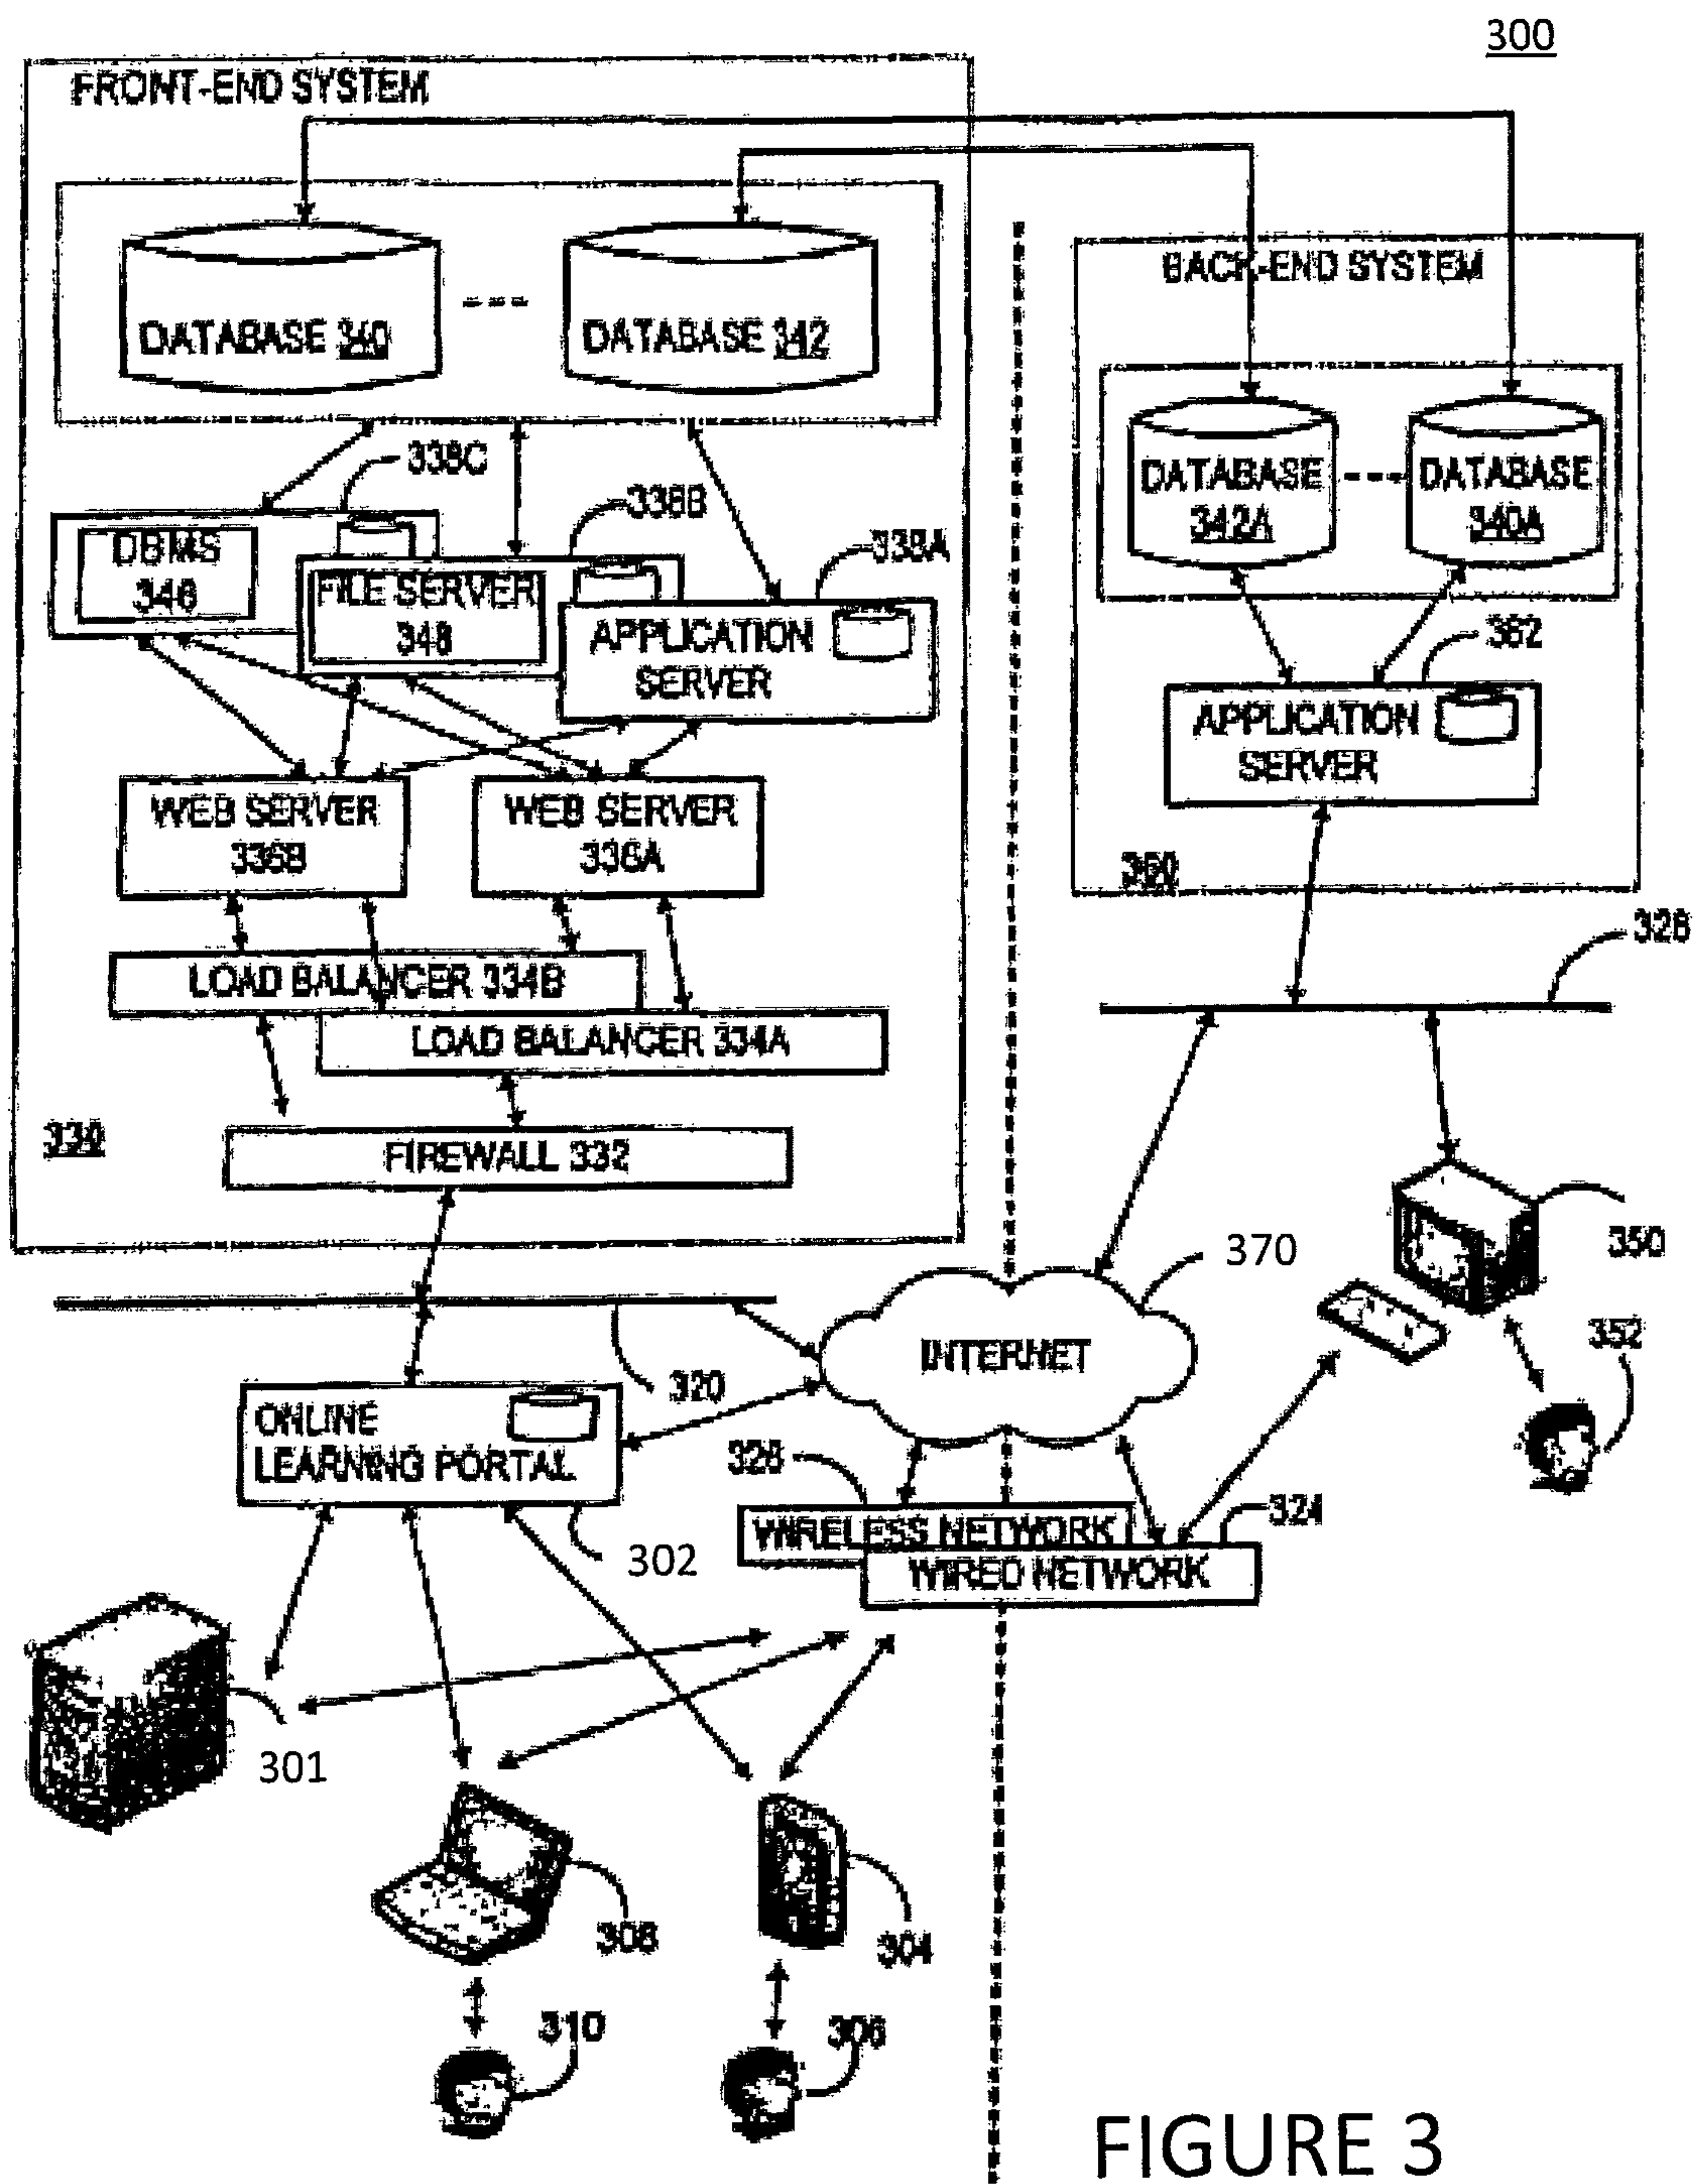 300
FRONT-END SYSTEM
DATABASE 340
---
DATABASE 342
BACK-END SYSTEM
DATABASE
342A
---
DATABASE
340A
338C
338B
338A
DBMS
346
FILE SERVER
348
APPLICATION
SERVER
362
APPLICATION
SERVER
WEB SERVER
336B
WEB SERVER
336A
360
328
LOAD BALANCER 334B
LOAD BALANCER 334A
330
FIREWALL 332
350
370
INTERNET
352
320
ONLINE
LEARNING PORTAL
326
324
WIRELESS NETWORK
WIRED NETWORK
302
301
308
304
310
306
FIGURE 3